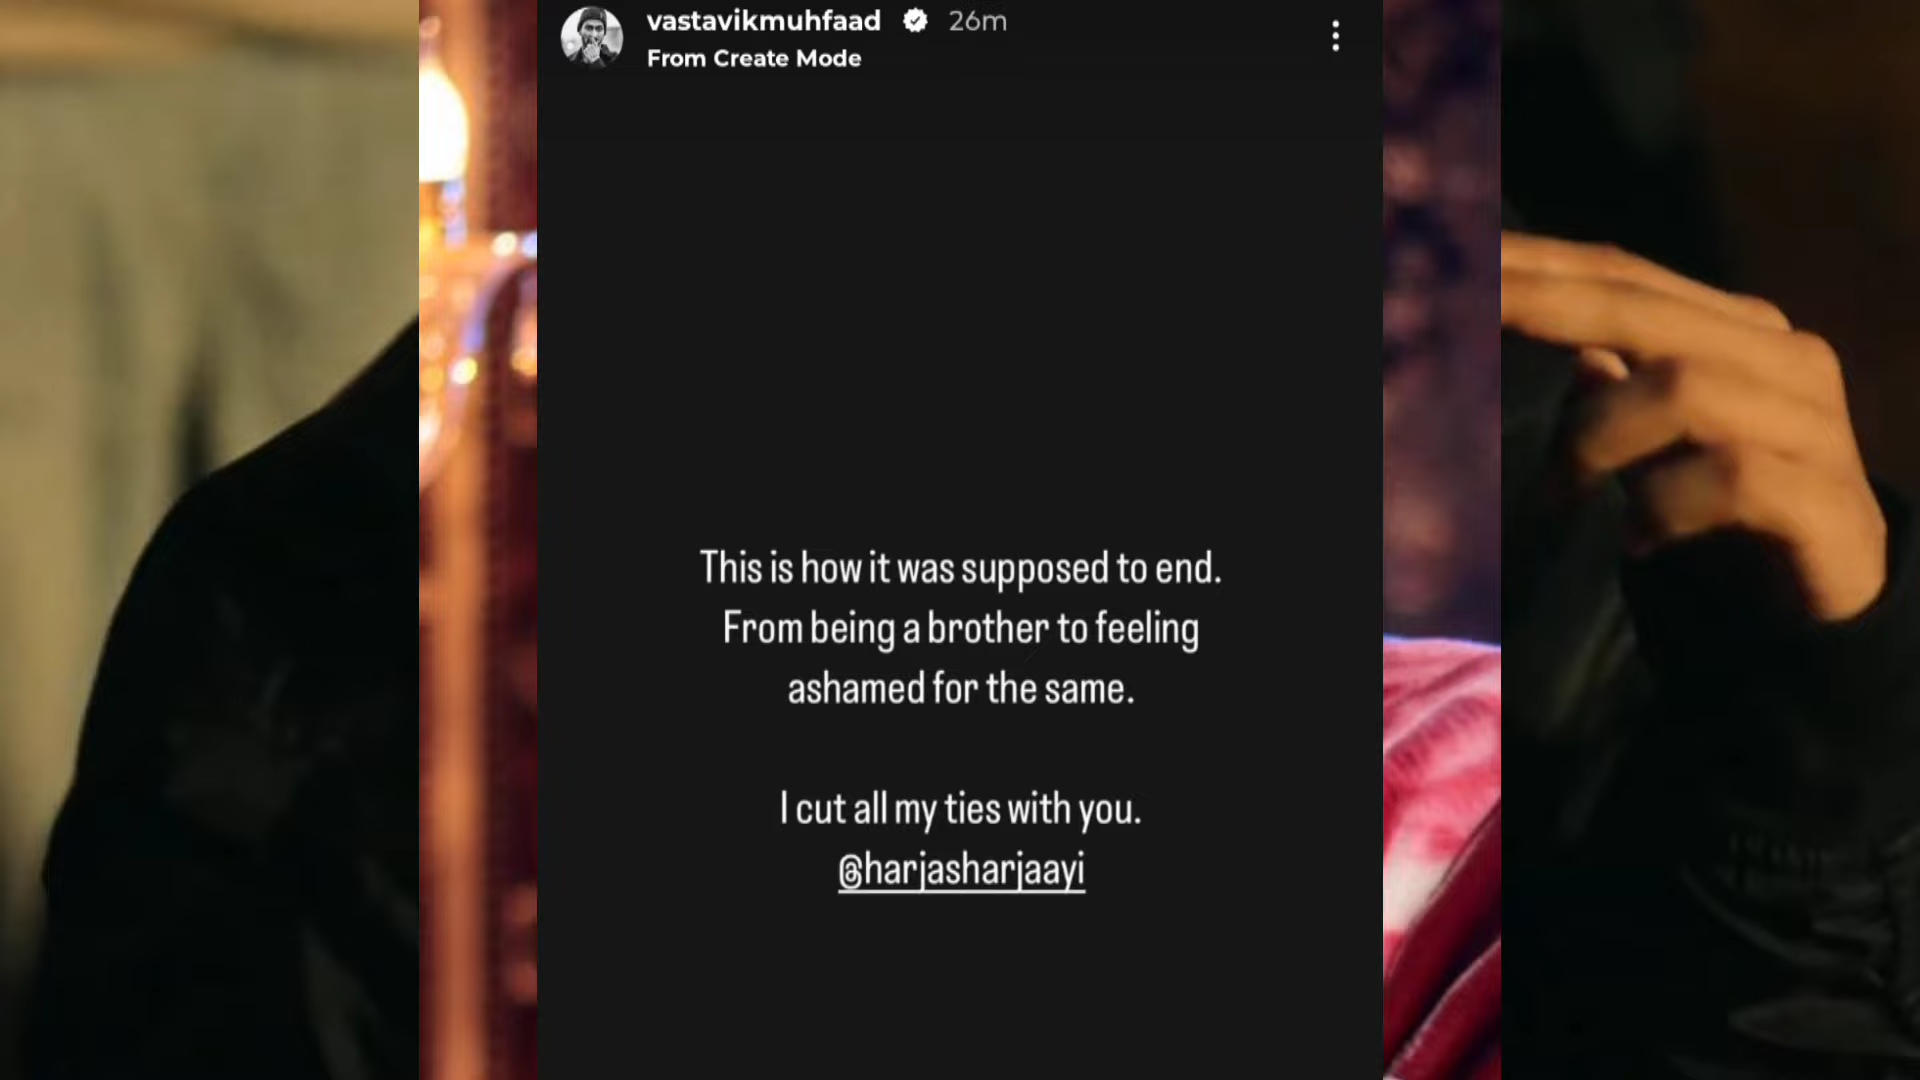 vastavikmuhfaad 26m
From Create Mode
This is how it was supposed to end.
From being a brother to feeling
ashamed for the same.
I cut all my ties with you.
@harjasharjaayi